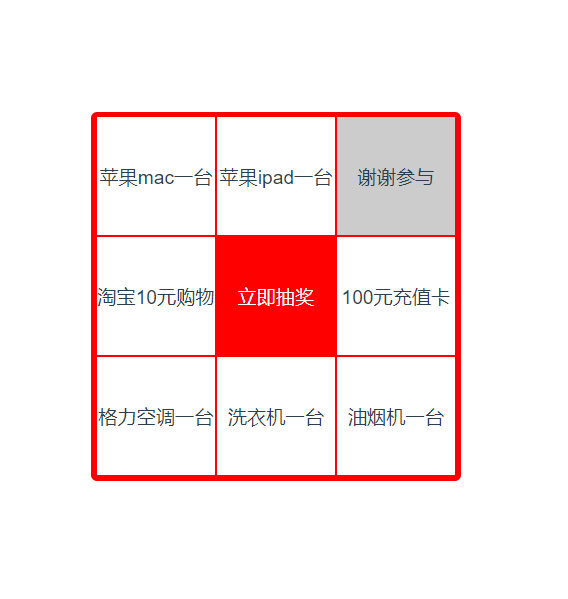 苹果mac一台
苹果ipad一台
谢谢参与
淘宝10元购物
立即抽奖
100元充值卡
格力空调一台
洗衣机一台
油烟机一台